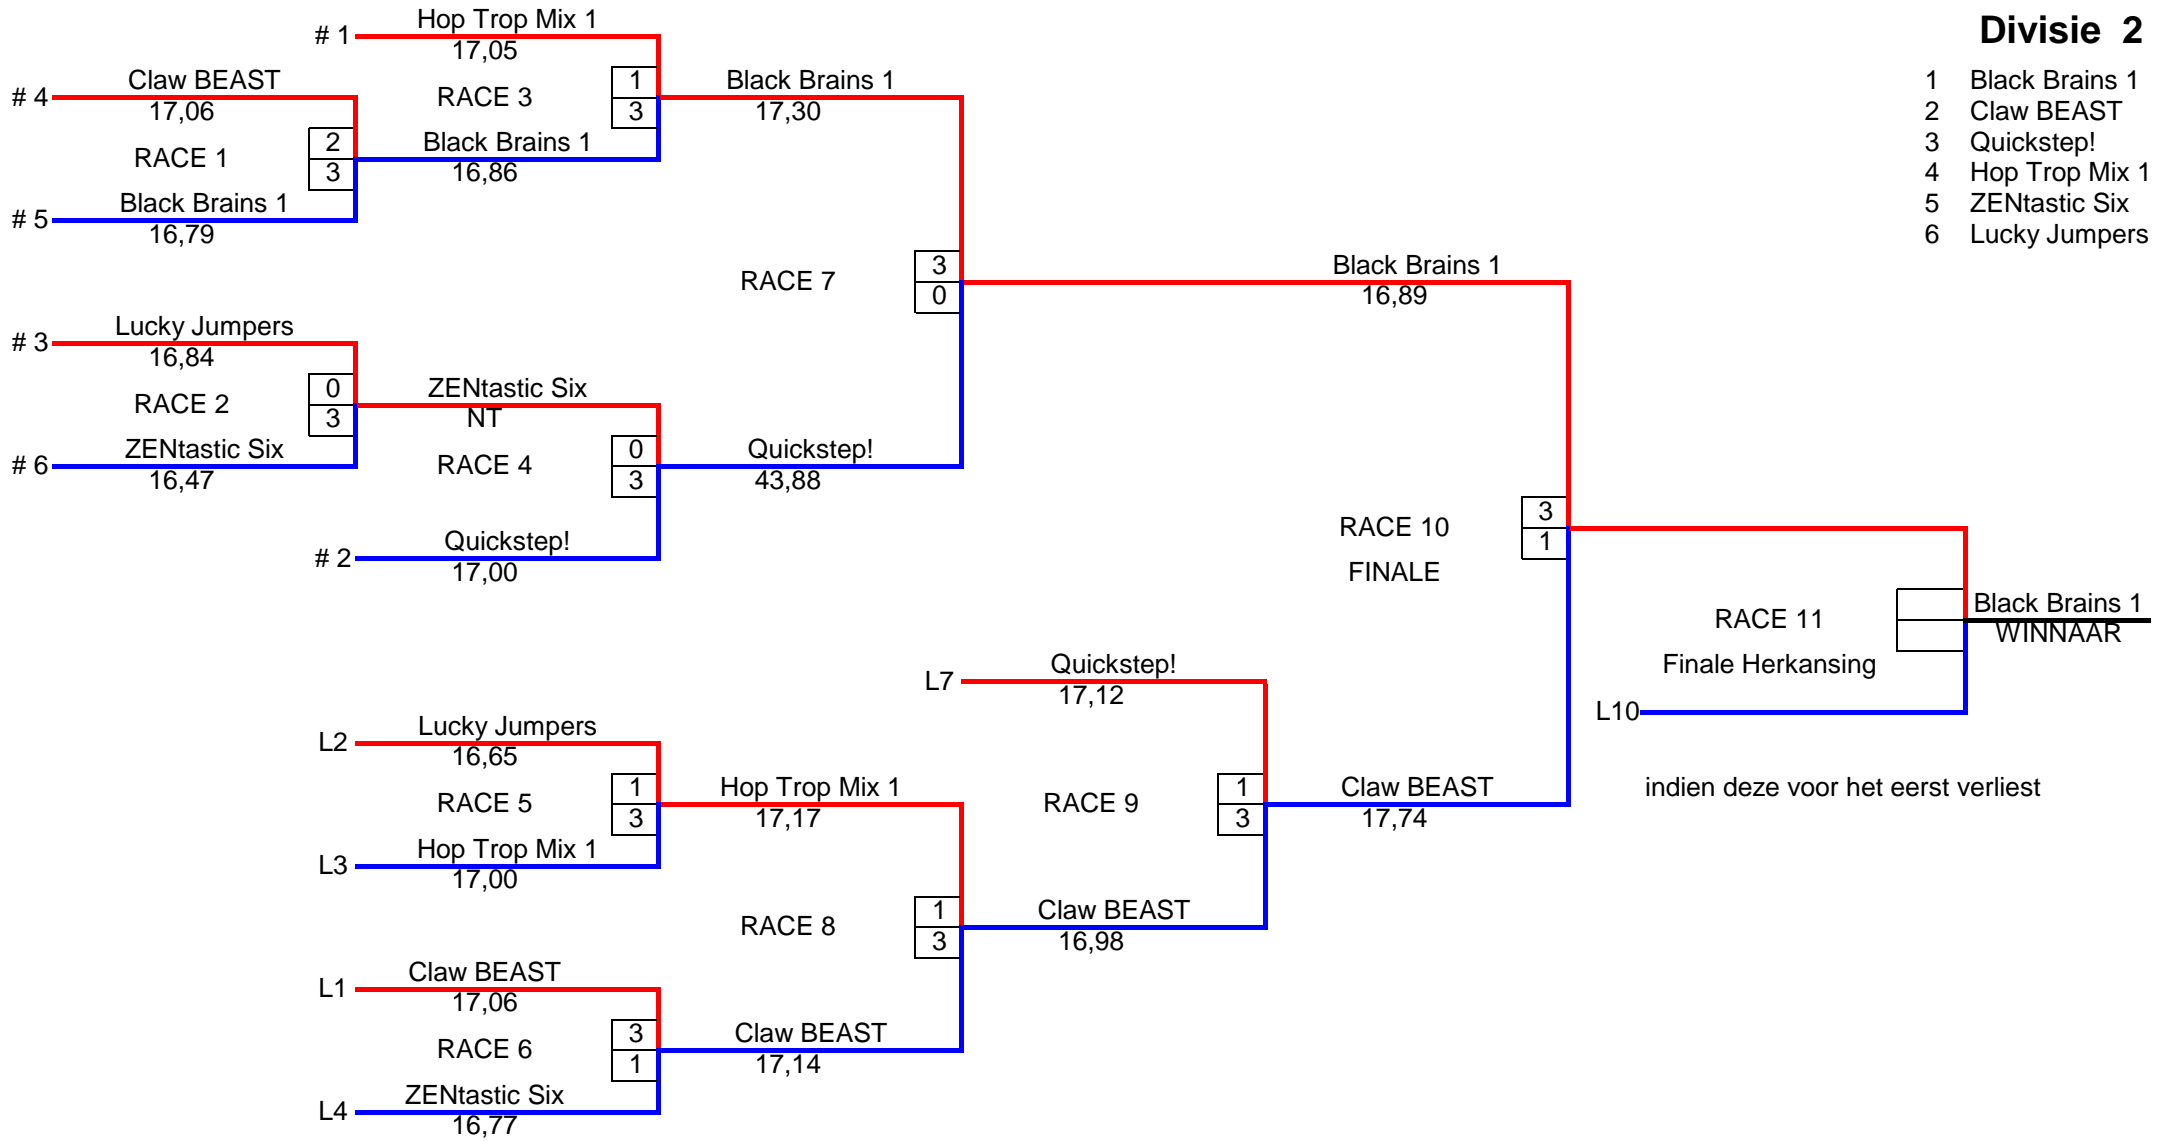 Divisie 2
1 Black Brains 1
2 Claw BEAST
3 Quickstep!
4 Hop Trop Mix 1
5 ZENtastic Six
6 Lucky Jumpers
# 1 Hop Trop Mix 1
17,05
RACE 3
1
3
Black Brains 1
16,86
# 4 Claw BEAST
17,06
RACE 1
2
3
# 5 Black Brains 1
16,79
Black Brains 1
17,30
RACE 7
3
0
# 3 Lucky Jumpers
16,84
RACE 2
0
3
# 6 ZENtastic Six
16,47
ZENtastic Six
NT
RACE 4
0
3
# 2 Quickstep!
17,00
Quickstep!
43,88
Black Brains 1
16,89
RACE 10
FINALE
3
1
RACE 11
Finale Herkansing
Black Brains 1
WINNAAR
L10
indien deze voor het eerst verliest
L7 Quickstep!
17,12
RACE 9
1
3
Claw BEAST
17,74
L2 Lucky Jumpers
16,65
RACE 5
1
3
L3 Hop Trop Mix 1
17,00
Hop Trop Mix 1
17,17
RACE 8
1
3
Claw BEAST
16,98
L1 Claw BEAST
17,06
RACE 6
3
1
L4 ZENtastic Six
16,77
Claw BEAST
17,14